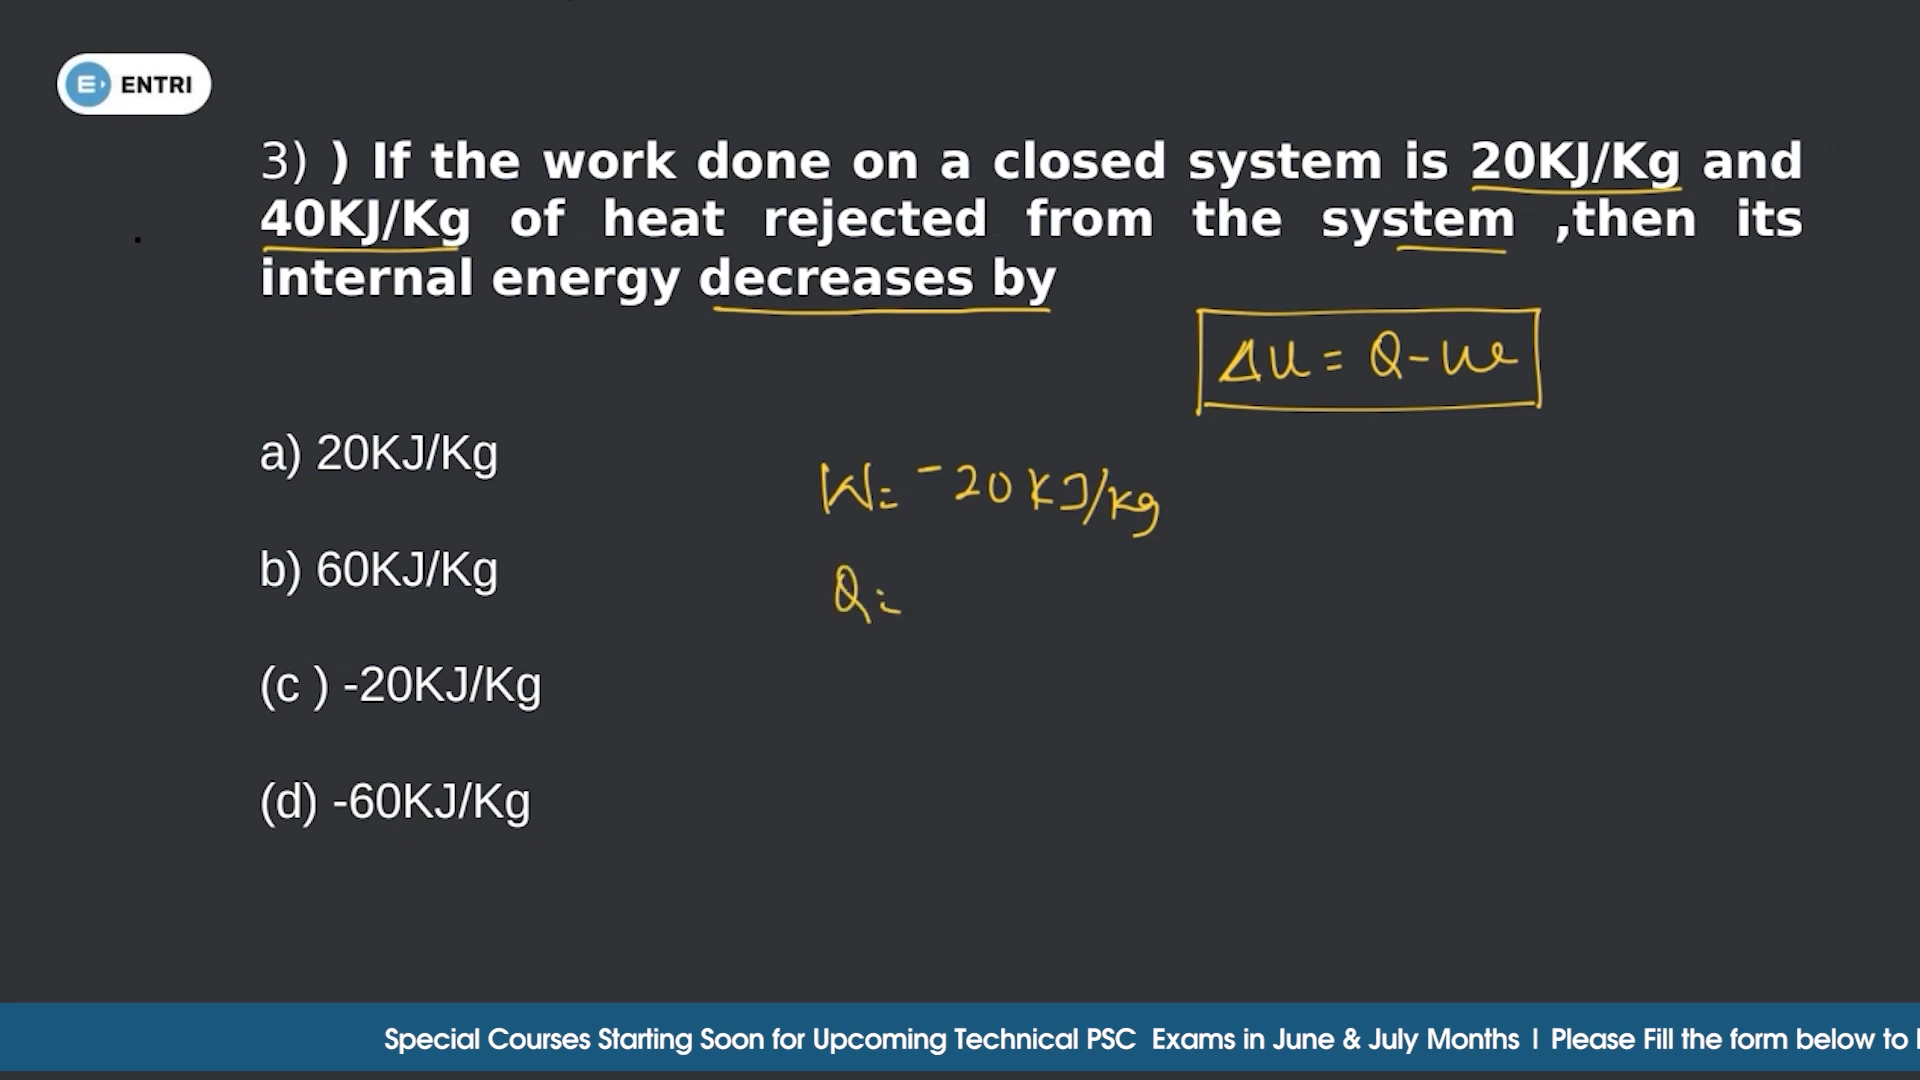 ENTRI
3) ) If the work done on a closed system is 20KJ/Kg and
40KJ/Kg of heat rejected from the system ,then its
internal energy decreases by
ΔU = Q - W
a) 20KJ/Kg
W= -20 KJ/kg
b) 60KJ/Kg
Q=
(c ) -20KJ/Kg
(d) -60KJ/Kg
Special Courses Starting Soon for Upcoming Technical PSC Exams in June & July Months | Please Fill the form below to